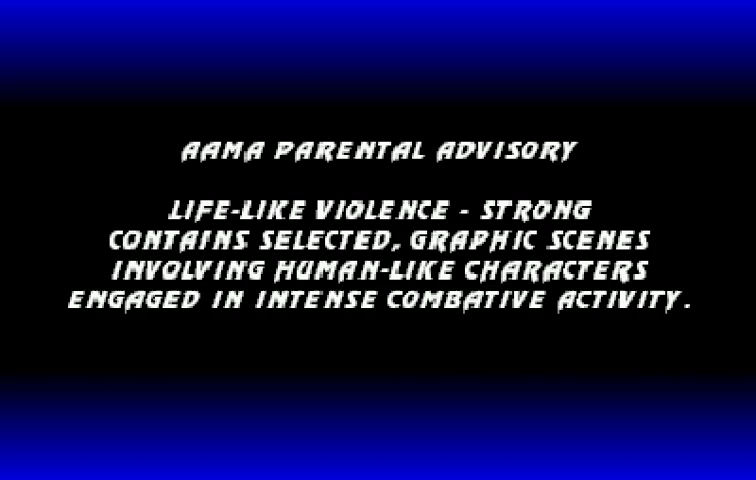 AAMA PARENTAL ADVISORY
LIFE-LIKE VIOLENCE - STRONG
CONTAINS SELECTED, GRAPHIC SCENES
INVOLVING HUMAN-LIKE CHARACTERS
ENGAGED IN INTENSE COMBATIVE ACTIVITY.